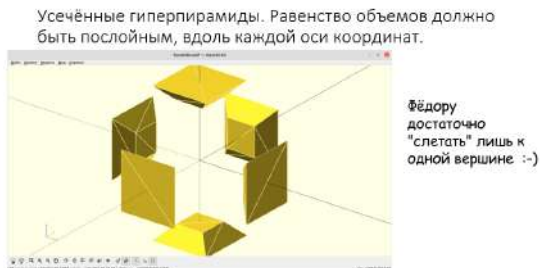 Усечённые гиперпирамиды. Равенство объемов должно
быть послойным, вдоль каждой оси координат.
Фёдору
достаточно
"слетать" лишь к
одной вершине :-)